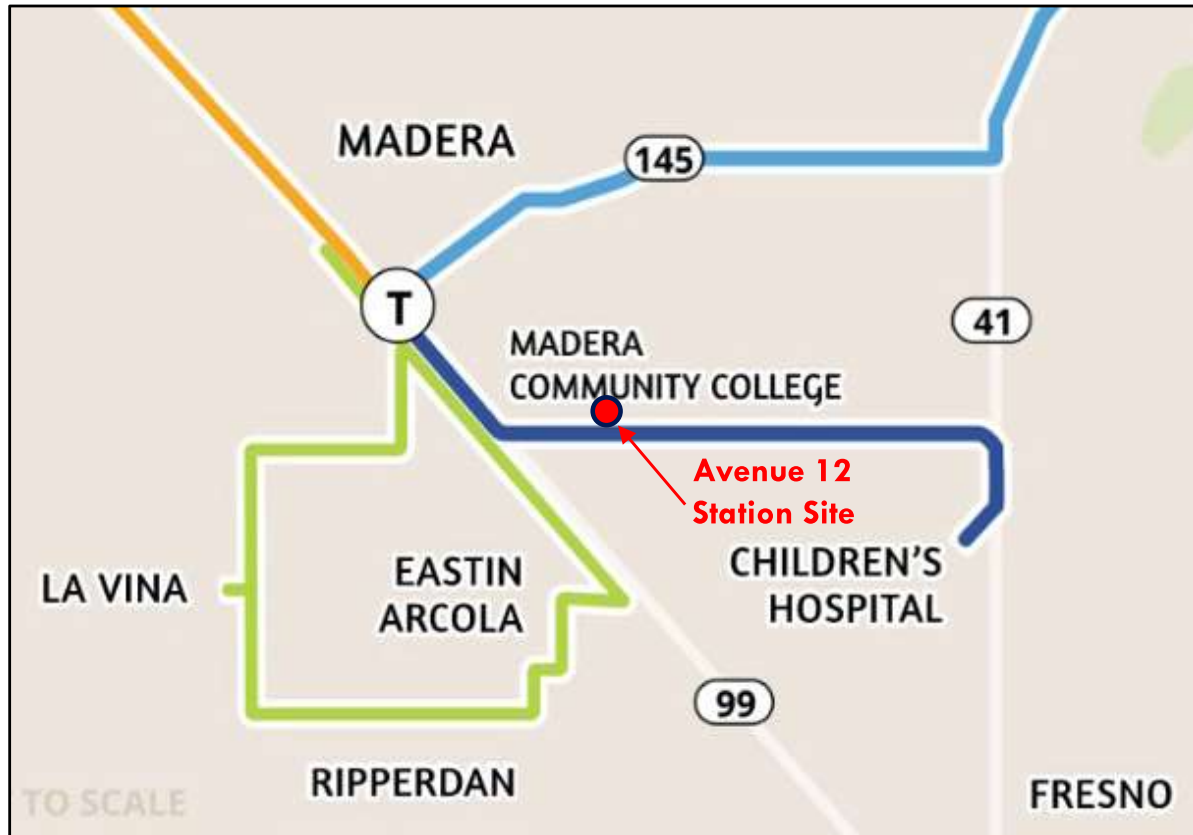 MADERA
145
T
41
MADERA
COMMUNITY COLLEGE
Avenue 12
Station Site
CHILDREN'S
HOSPITAL
EASTIN
ARCOLA
LA VINA
99
RIPPERDAN
FRESNO
TO SCALE